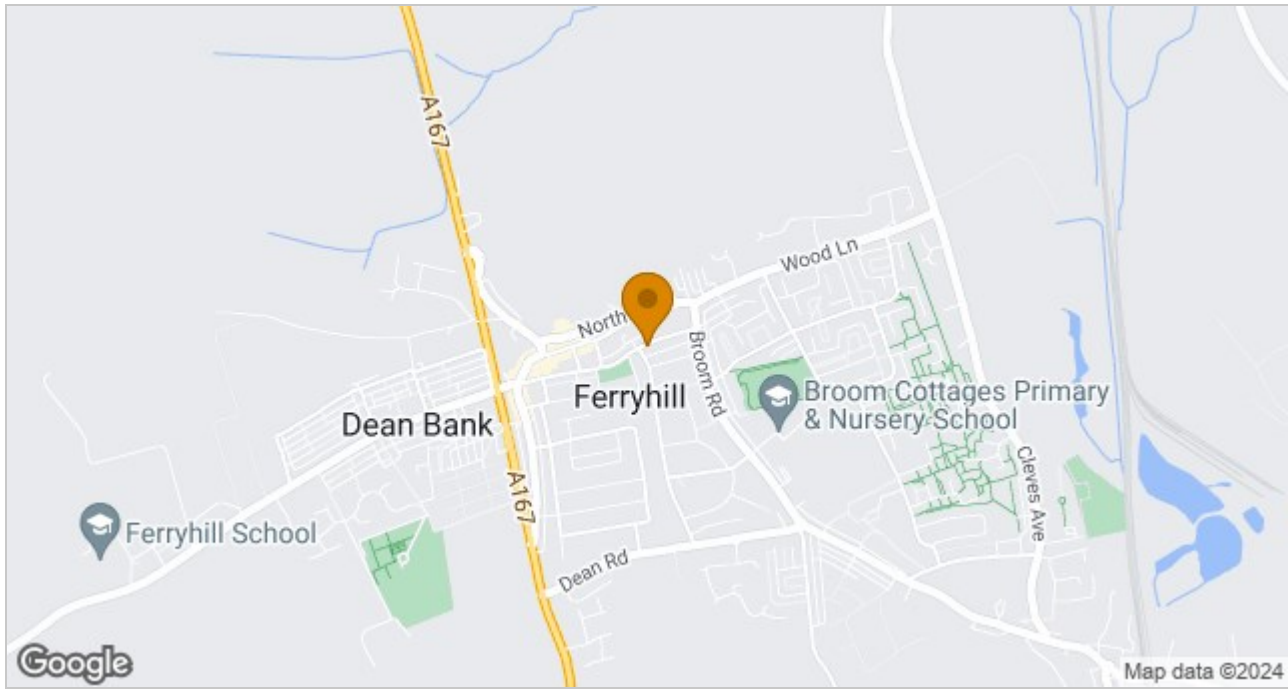 A167
Wood Ln
North
Broom Rd
Ferryhill
Broom Cottages Primary
& Nursery School
Dean Bank
Cleves Ave
A167
Ferryhill School
Dean Rd
Google
Map data ©2024